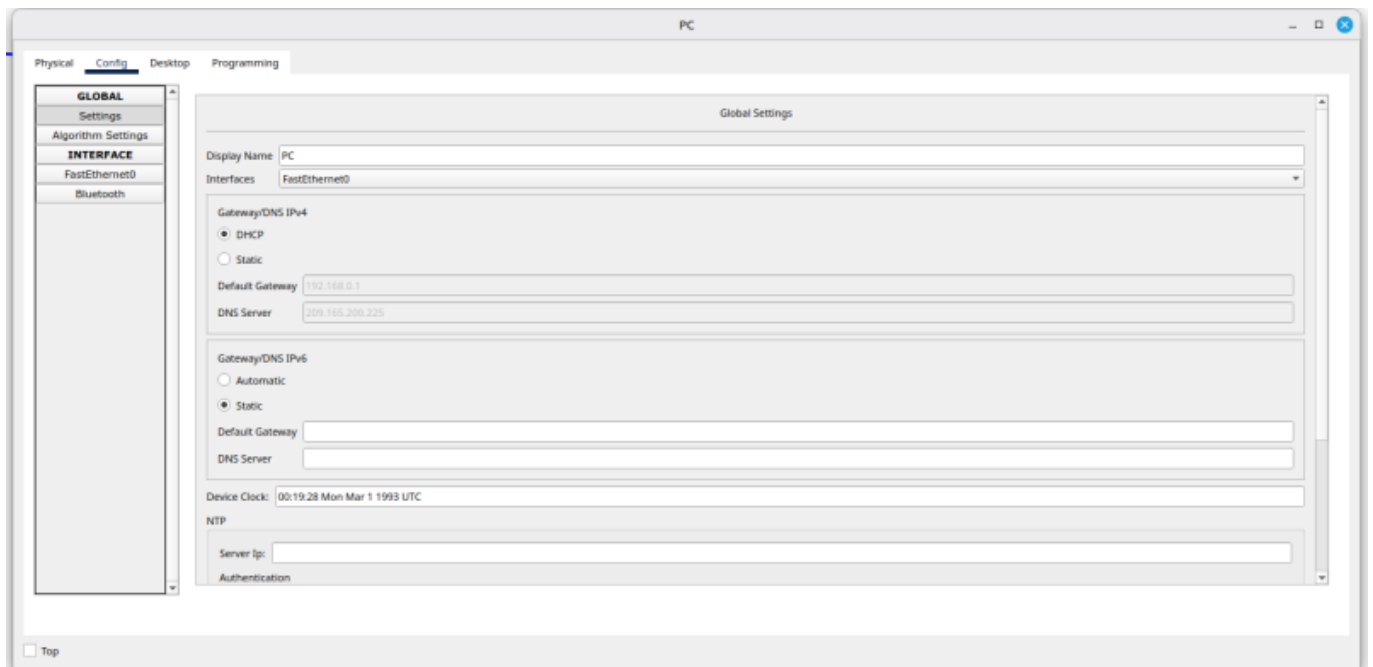 PC
Physical Config Desktop Programming
GLOBAL
Settings
Algorithm Settings
INTERFACE
FastEthernet0
Bluetooth
Global Settings
Display Name PC
Interfaces FastEthernet0
Gateway/DNS IPv4
DHCP
Static
Default Gateway 192.168.0.1
DNS Server 209.165.200.225
Gateway/DNS IPv6
Automatic
Static
Default Gateway
DNS Server
Device Clock: 00:19:28 Mon Mar 1 1993 UTC
NTP
Server Ip:
Authentication
Top